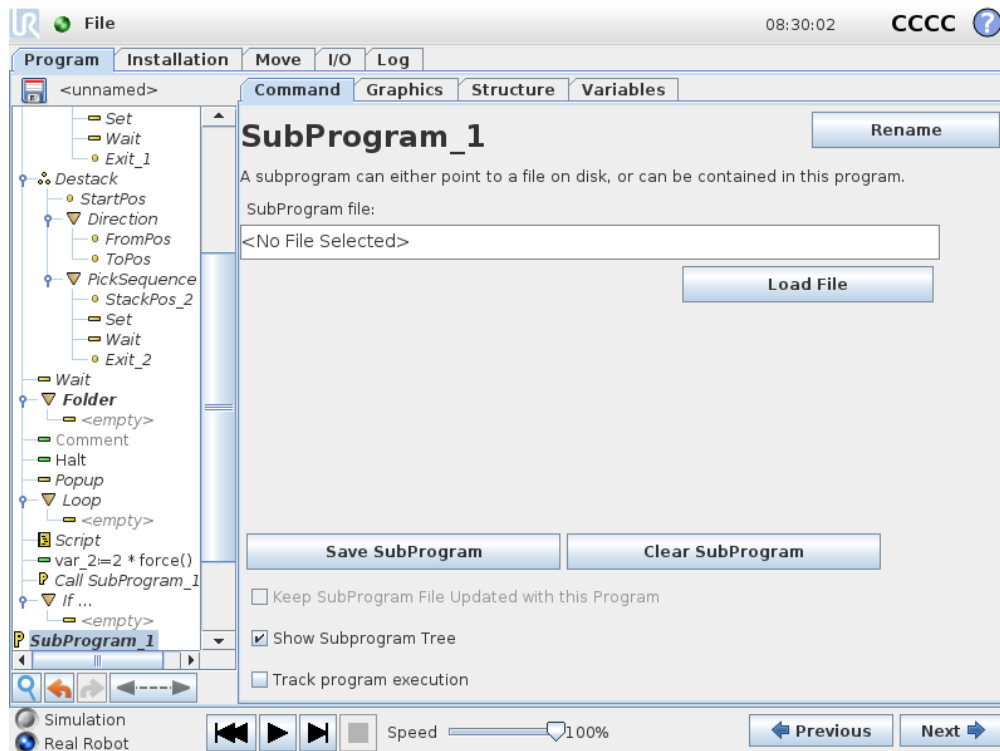 UR File 08:30:02 CCCC ?
Program Installation Move I/O Log
<unnamed> Command Graphics Structure Variables
Set
Wait
Exit_1
Destack
StartPos
Direction
FromPos
ToPos
PickSequence
StackPos_2
Set
Wait
Exit_2
Wait
Folder
<empty>
Comment
Halt
Popup
Loop
<empty>
Script
var_2:=2 * force()
P Call SubProgram_1
If ...
<empty>
P SubProgram_1
SubProgram_1 Rename
A subprogram can either point to a file on disk, or can be contained in this program.
SubProgram file:
<No File Selected>
Load File
Save SubProgram Clear SubProgram
Keep SubProgram File Updated with this Program
Show Subprogram Tree
Track program execution
Simulation
Real Robot
Speed 100% Previous Next